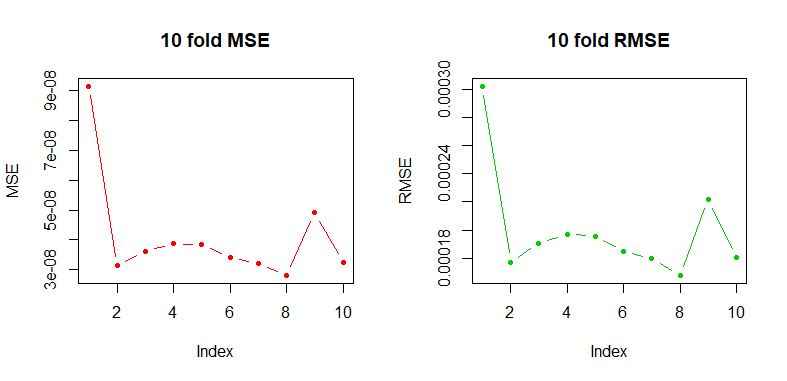 10 fold MSE
MSE
9e-08
7e-08
5e-08
3e-08
2 4 6 8 10
Index
10 fold RMSE
RMSE
0.00030
0.00024
0.00018
2 4 6 8 10
Index